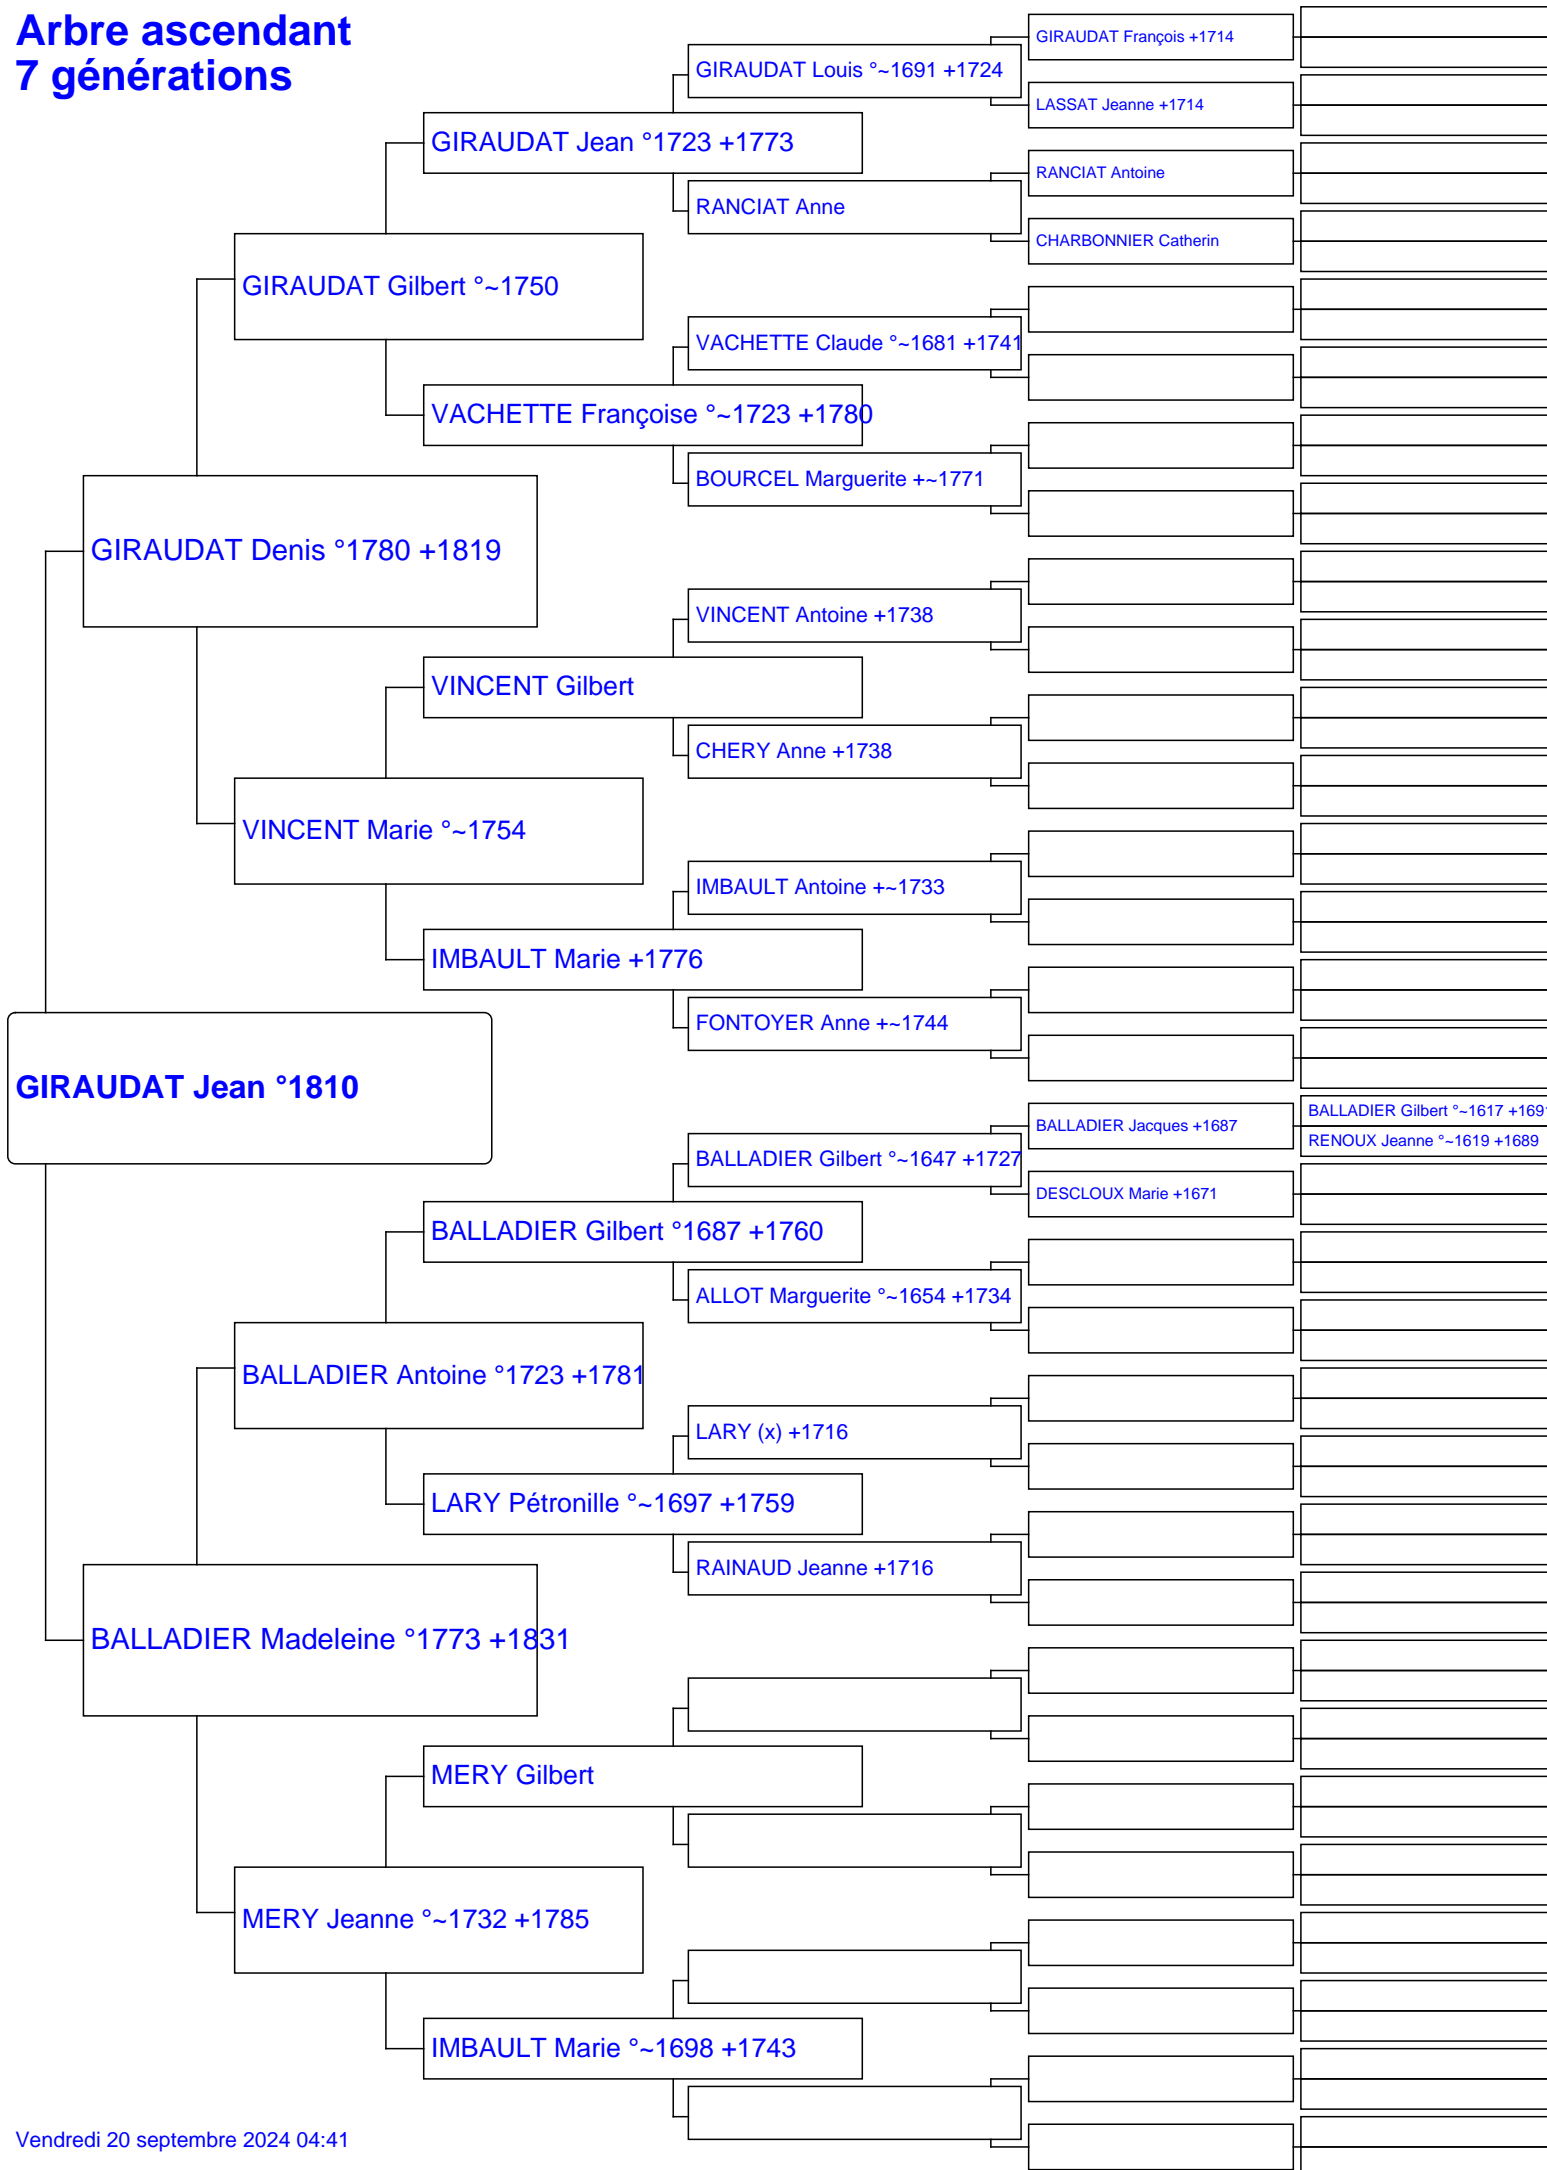 Arbre ascendant
7 générations
GIRAUDAT François +1714
GIRAUDAT Louis °~1691 +1724
LASSAT Jeanne +1714
GIRAUDAT Jean °1723 +1773
RANCIAT Antoine
RANCIAT Anne
CHARBONNIER Catherin
GIRAUDAT Gilbert °~1750
VACHETTE Claude °~1681 +1741
VACHETTE Françoise °~1723 +1780
BOURCEL Marguerite +~1771
GIRAUDAT Denis °1780 +1819
VINCENT Antoine +1738
VINCENT Gilbert
CHERY Anne +1738
VINCENT Marie °~1754
IMBAULT Antoine +~1733
IMBAULT Marie +1776
FONTOYER Anne +~1744
GIRAUDAT Jean °1810
BALLADIER Gilbert °~1617 +1691
BALLADIER Jacques +1687
RENOUX Jeanne °~1619 +1689
BALLADIER Gilbert °~1647 +1727
DESCLOUX Marie +1671
BALLADIER Gilbert °1687 +1760
ALLOT Marguerite °~1654 +1734
BALLADIER Antoine °1723 +1781
LARY (x) +1716
LARY Pétronille °~1697 +1759
RAINAUD Jeanne +1716
BALLADIER Madeleine °1773 +1831
MERY Gilbert
MERY Jeanne °~1732 +1785
IMBAULT Marie °~1698 +1743
Vendredi 20 septembre 2024 04:41